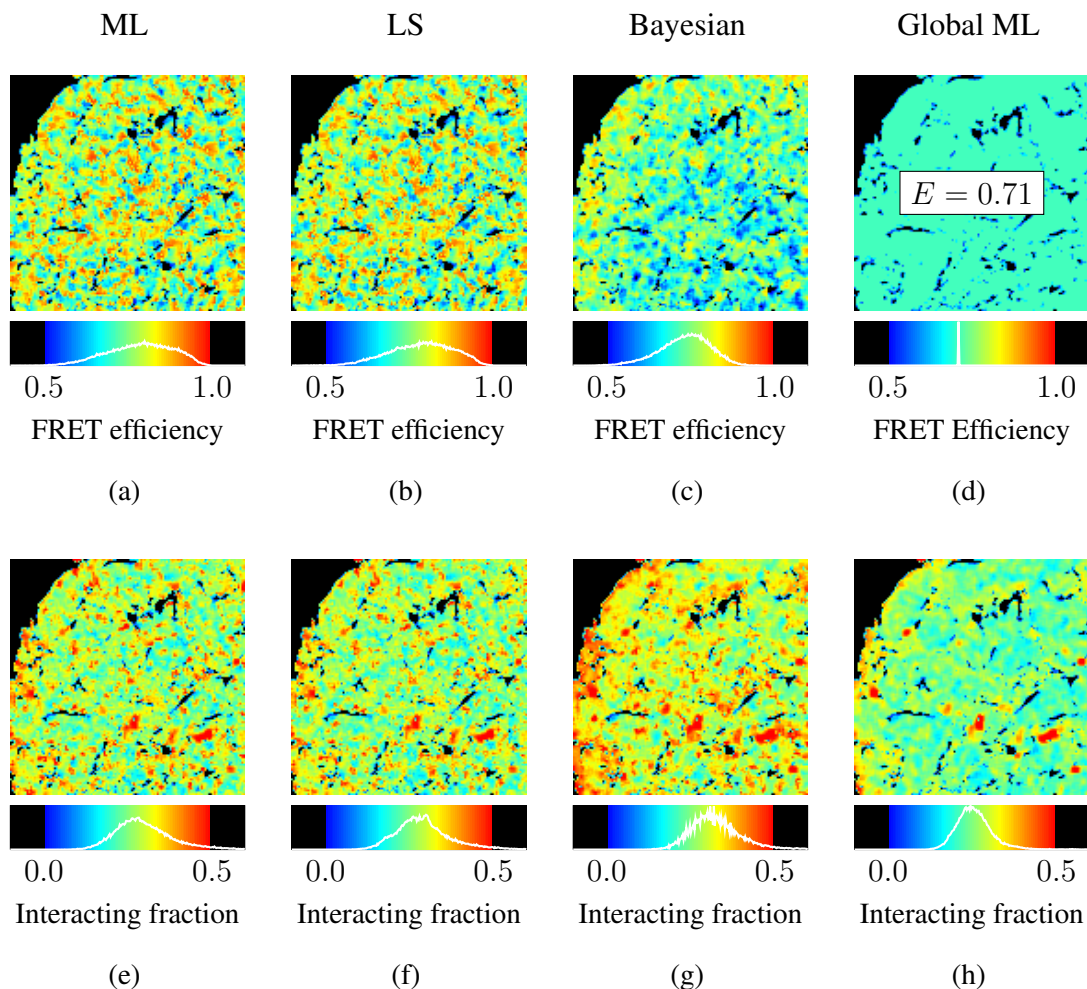 ML LS Bayesian Global ML
E = 0.71
0.5 1.0 0.5 1.0 0.5 1.0 0.5 1.0
FRET efficiency FRET efficiency FRET efficiency FRET Efficiency
(a) (b) (c) (d)
0.0 0.5 0.0 0.5 0.0 0.5 0.0 0.5
Interacting fraction Interacting fraction Interacting fraction Interacting fraction
(e) (f) (g) (h)